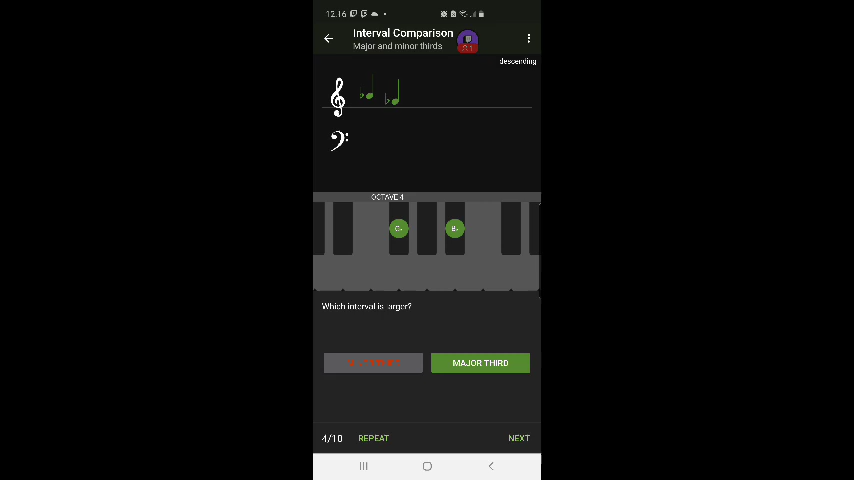 12.16
Interval Comparison
Major and minor thirds
descending
OCTAVE 4
G♭ B♭
Which interval is larger?
MAJOR THIRD
4/10 REPEAT NEXT